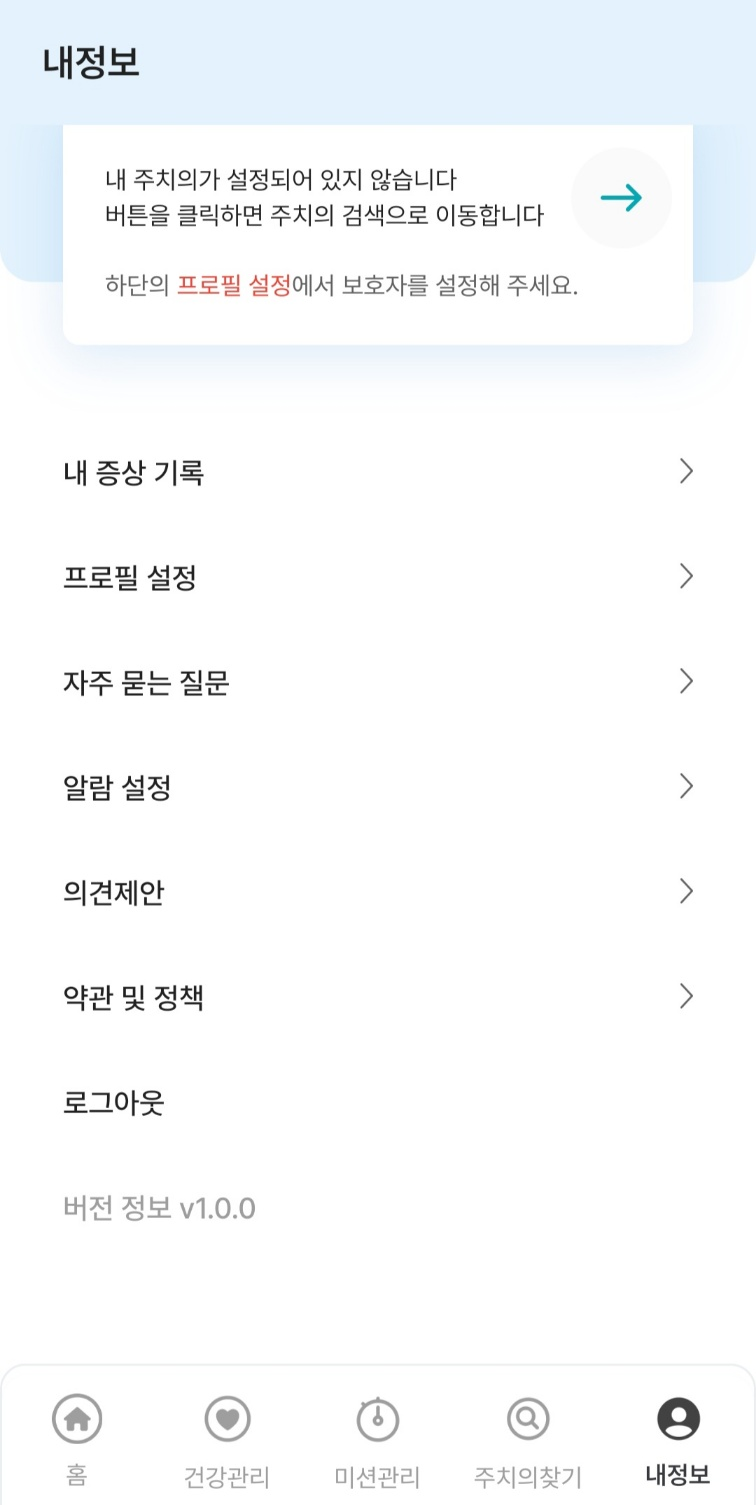 내정보
내 주치의가 설정되어 있지 않습니다
버튼을 클릭하면 주치의 검색으로 이동합니다
하단의 프로필 설정에서 보호자를 설정해 주세요.
내 증상 기록
프로필 설정
자주 묻는 질문
알람 설정
의견제안
약관 및 정책
로그아웃
버전 정보 v1.0.0
홈
건강관리
미션관리
주치의찾기
내정보